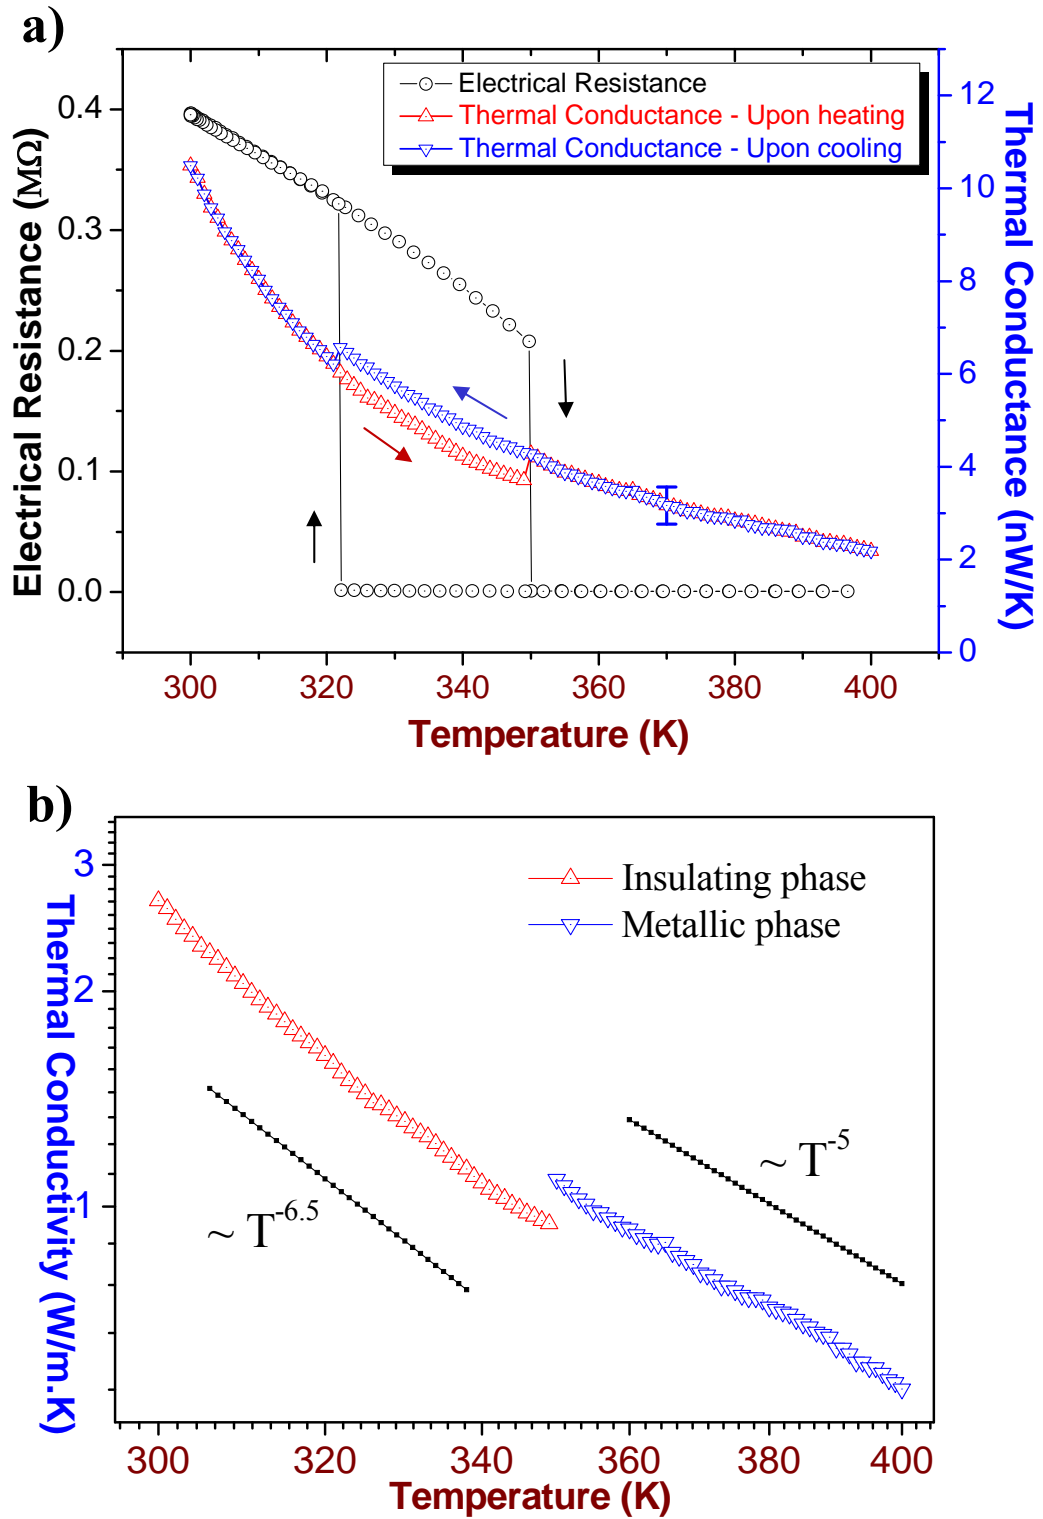 a)
Electrical Resistance
Thermal Conductance - Upon heating
Thermal Conductance - Upon cooling
Electrical Resistance (MΩ)
0.4
0.3
0.2
0.1
0.0
Thermal Conductance (nW/K)
12
10
8
6
4
2
0
300 320 340 360 380 400
Temperature (K)
b)
Thermal Conductivity (W/m.K)
3
2
1
Insulating phase
Metallic phase
~ T-6.5
~ T-5
300 320 340 360 380 400
Temperature (K)